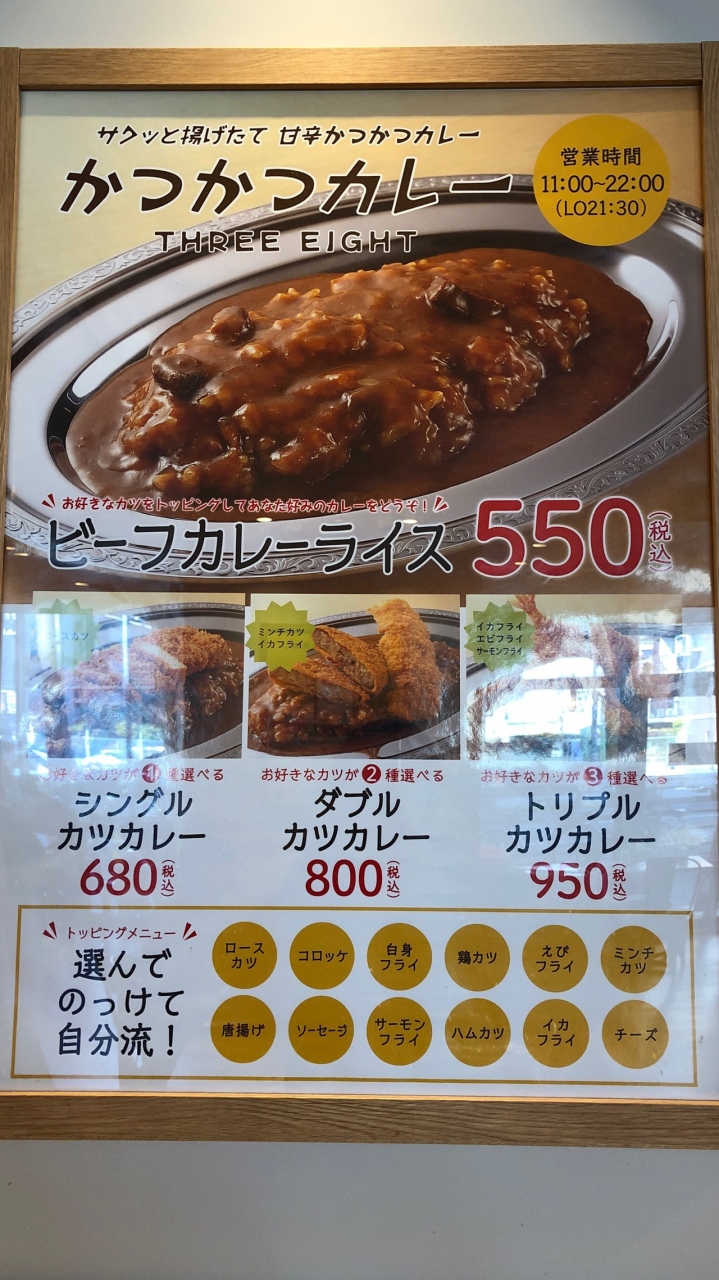 サクッと揚げたて 甘辛かつかつカレー
かつかつカレー
THREE EIGHT
営業時間
11:00~22:00
(LO21:30)
お好きなカツをトッピングしてあなた好みのカレーをどうぞ!
ビーフカレーライス 550(税込)
ロースカツ
ミンチカツ
イカフライ
イカフライ
エビフライ
サーモンフライ
お好きなカツが1種選べる
シングル
カツカレー
680(税込)
お好きなカツが2種選べる
ダブル
カツカレー
800(税込)
お好きなカツが3種選べる
トリプル
カツカレー
950(税込)
トッピングメニュー
選んで
のっけて
自分流!
ロース
カツ
コロッケ
白身
フライ
鶏カツ
えび
フライ
ミンチ
カツ
唐揚げ
ソーセージ
サーモン
フライ
ハムカツ
イカ
フライ
チーズ